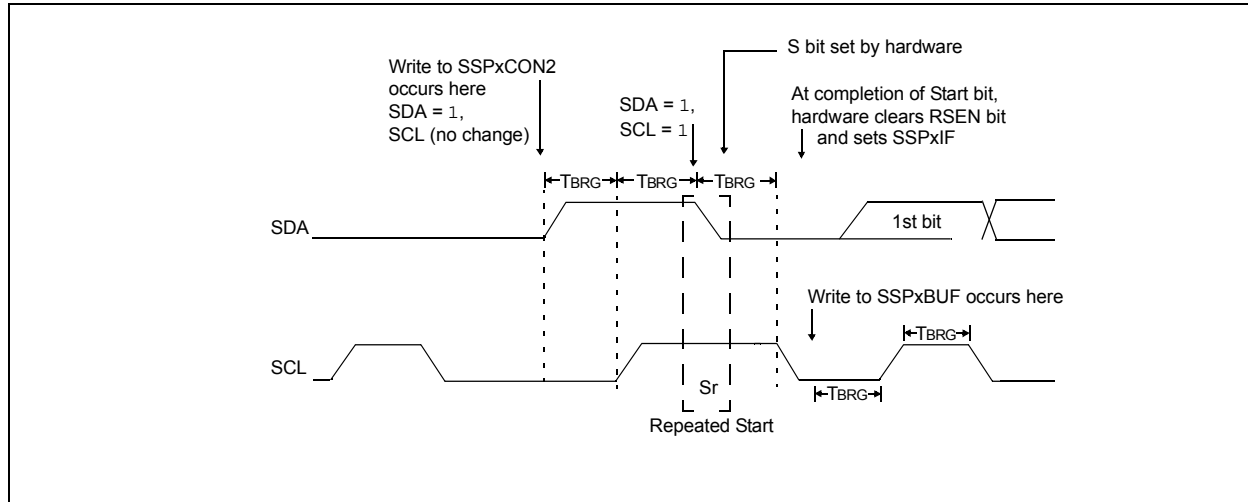 S bit set by hardware
Write to SSPxCON2
occurs here
SDA = 1,
SCL (no change)
SDA = 1,
SCL = 1
At completion of Start bit,
hardware clears RSEN bit
and sets SSPxIF
TBRG
TBRG
TBRG
SDA
1st bit
Write to SSPxBUF occurs here
TBRG
SCL
Sr
TBRG
Repeated Start